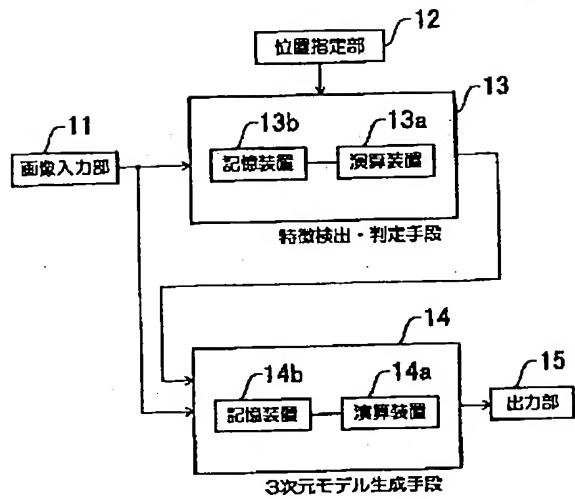 12
位置指定部
13
11
13b
13a
画像入力部
記憶装置
演算装置
特徴検出・判定手段
14
14b
14a
15
記憶装置
演算装置
出力部
3次元モデル生成手段